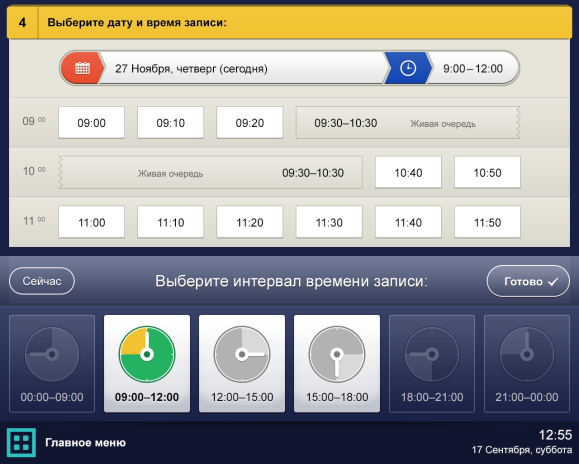 4 Выберите дату и время записи:
27 Ноября, четверг (сегодня) 9:00–12:00
09 00 09:00 09:10 09:20 09:30–10:30 Живая очередь
10 00 Живая очередь 09:30–10:30 10:40 10:50
11 00 11:00 11:10 11:20 11:30 11:40 11:50
Сейчас Выберите интервал времени записи: Готово
00:00–09:00 09:00–12:00 12:00–15:00 15:00–18:00 18:00–21:00 21:00–00:00
Главное меню
12:55
17 Сентября, суббота